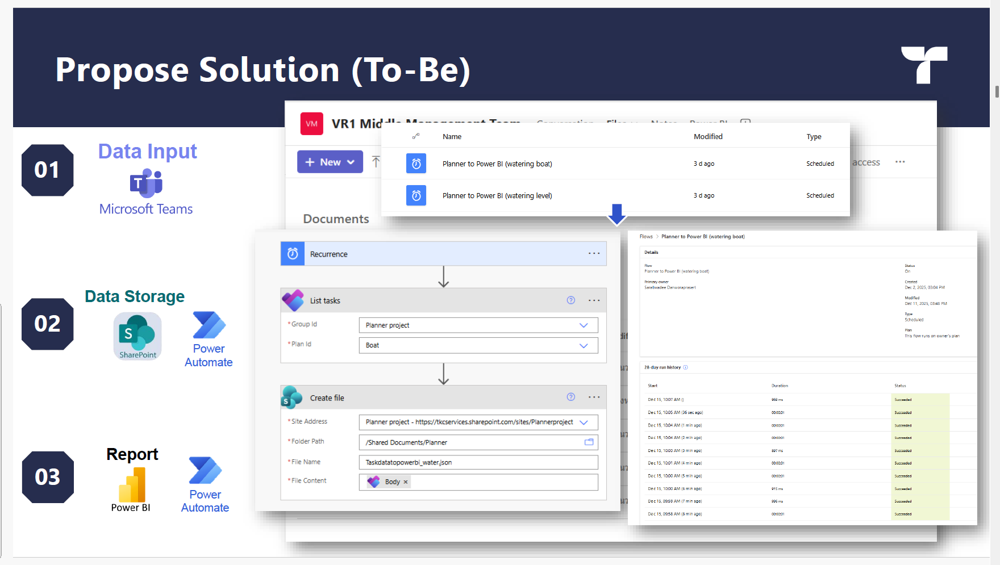 Propose Solution (To-Be)
01
Data Input
T
Microsoft Teams
02
Data Storage
S
SharePoint
Power
Automate
03
Report
Power BI
Power
Automate
VM
VR1 Middle Management Team
Conversation
Files
Notes
Power BI
+ New
access
...
Documents
Name
Modified
Type
Planner to Power BI (watering boat)
3 d ago
Scheduled
Planner to Power BI (watering level)
3 d ago
Scheduled
Recurrence
...
List tasks
?
...
*Group Id
Planner project
*Plan Id
Boat
S
Create file
?
...
*Site Address
Planner project - https://tkcservices.sharepoint.com/sites/Plannerproject
*Folder Path
/Shared Documents/Planner
*File Name
Taskdatatopowerbi_water.json
*File Content
Body ×
Flows > Planner to Power BI (watering boat)
Details
Flow
Planner to Power BI (watering boat)
Primary owner
Sarattwadee Danworaprasert
Status
On
Created
Dec 2, 2025, 03:04 PM
Modified
Dec 11, 2025, 03:48 PM
Type
Scheduled
Plan
This flow runs on owner's plan
28-day run history
Start
Duration
Status
Dec 15, 10:07 AM ()
969 ms
Succeeded
Dec 15, 10:05 AM (36 sec ago)
00:00:01
Succeeded
Dec 15, 10:04 AM (1 min ago)
00:00:01
Succeeded
Dec 15, 10:04 AM (2 min ago)
00:00:01
Succeeded
Dec 15, 10:03 AM (3 min ago)
897 ms
Succeeded
Dec 15, 10:01 AM (4 min ago)
00:00:01
Succeeded
Dec 15, 10:00 AM (5 min ago)
00:00:01
Succeeded
Dec 15, 10:00 AM (6 min ago)
915 ms
Succeeded
Dec 15, 09:59 AM (7 min ago)
996 ms
Succeeded
Dec 15, 09:58 AM (8 min ago)
00:00:01
Succeeded